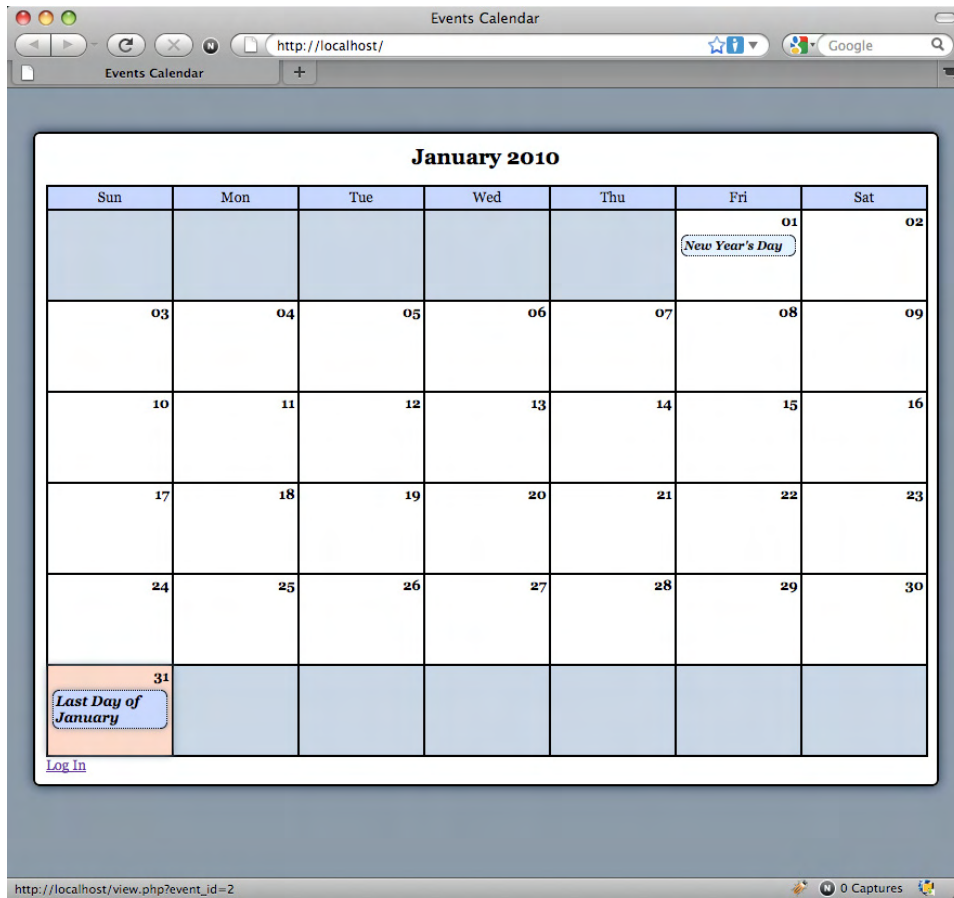 Events Calendar
http://localhost/
Google
Events Calendar
+
January 2010
Sun Mon Tue Wed Thu Fri Sat
01 02
New Year's Day
03 04 05 06 07 08 09
10 11 12 13 14 15 16
17 18 19 20 21 22 23
24 25 26 27 28 29 30
31
Last Day of
January
Log In
http://localhost/view.php?event_id=2
N 0 Captures